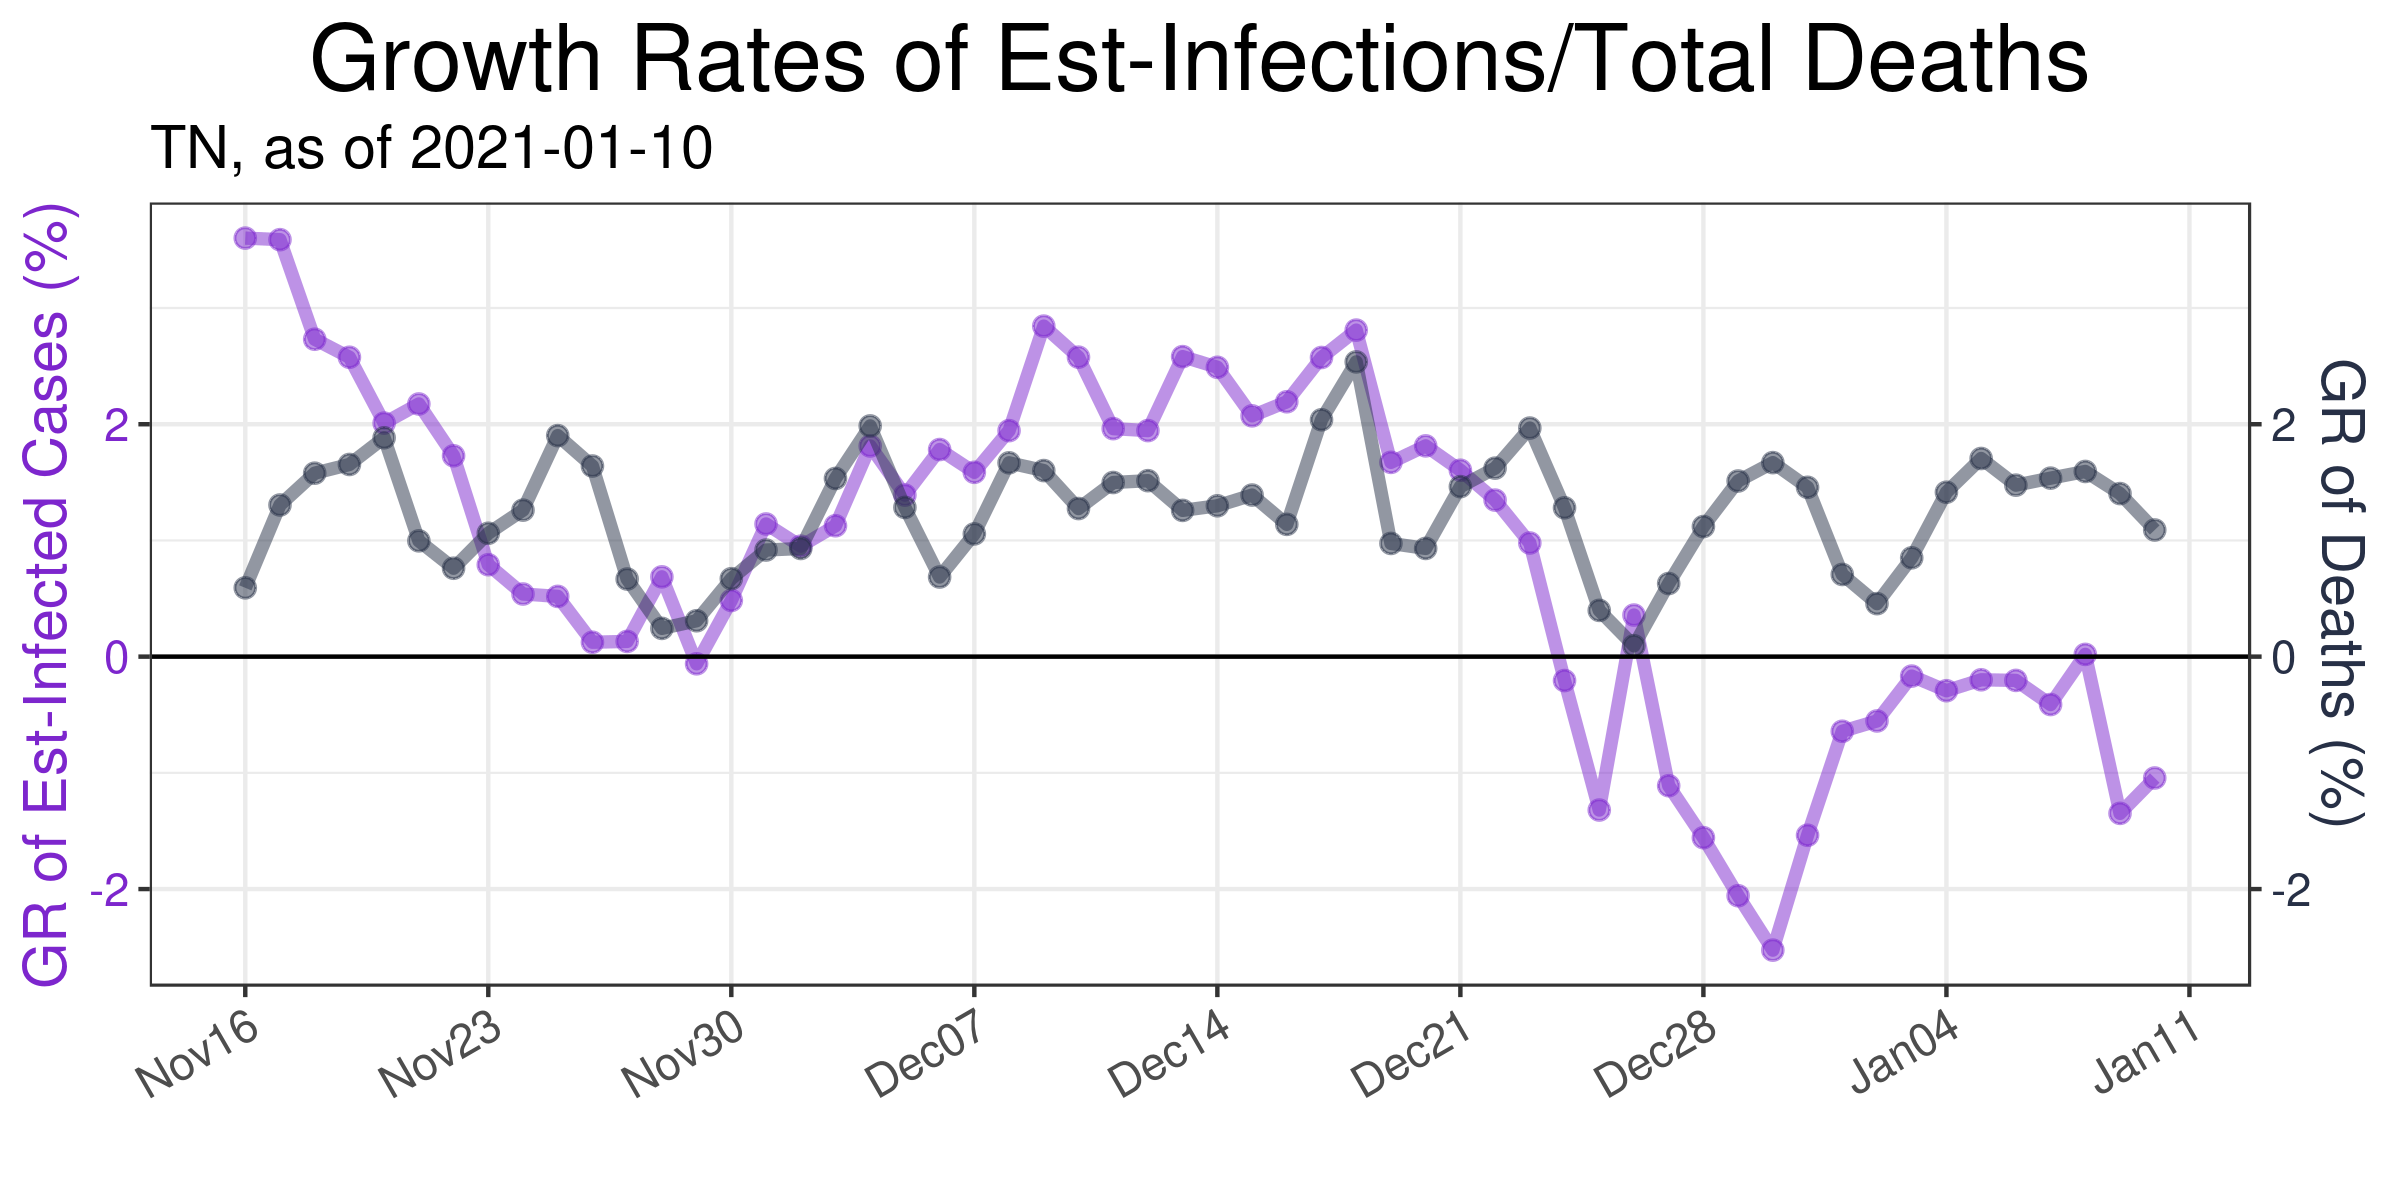 Growth Rates of Est-Infections/Total Deaths
TN, as of 2021-01-10
GR of Est-Infected Cases (%)
2
0
-2
2
0
-2
GR of Deaths (%)
Nov16
Nov23
Nov30
Dec07
Dec14
Dec21
Dec28
Jan04
Jan11